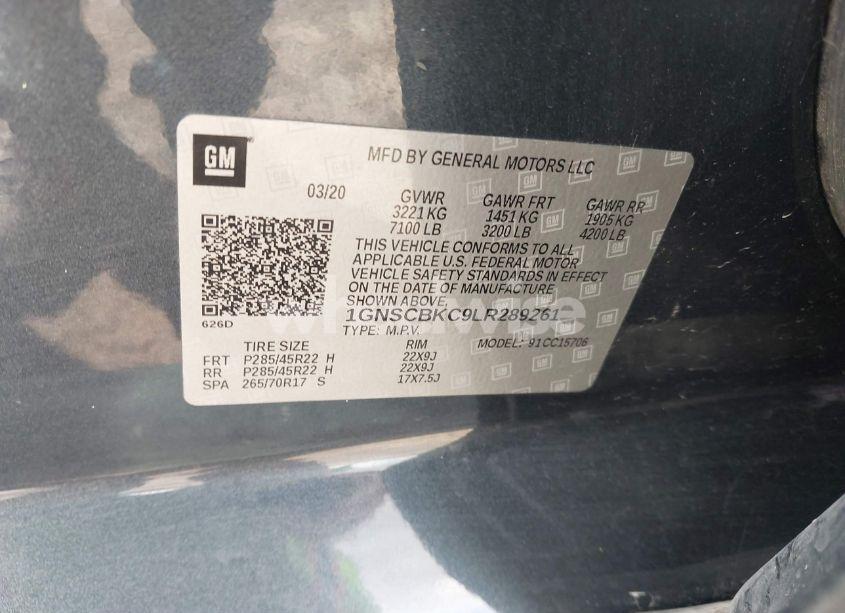 GM
MFD BY GENERAL MOTORS LLC
03/20 GVWR GAWR FRT GAWR RR
3221 KG 1451 KG 1905 KG
7100 LB 3200 LB 4200 LB
THIS VEHICLE CONFORMS TO ALL
APPLICABLE U.S. FEDERAL MOTOR
VEHICLE SAFETY STANDARDS IN EFFECT
ON THE DATE OF MANUFACTURE
SHOWN ABOVE.
1GNSCBKC9LR289261
626D
TYPE: M.P.V. MODEL: 91CC15706
TIRE SIZE RIM
FRT P285/45R22 H 22X9J
RR P285/45R22 H 22X9J
SPA 265/70R17 S 17X7.5J